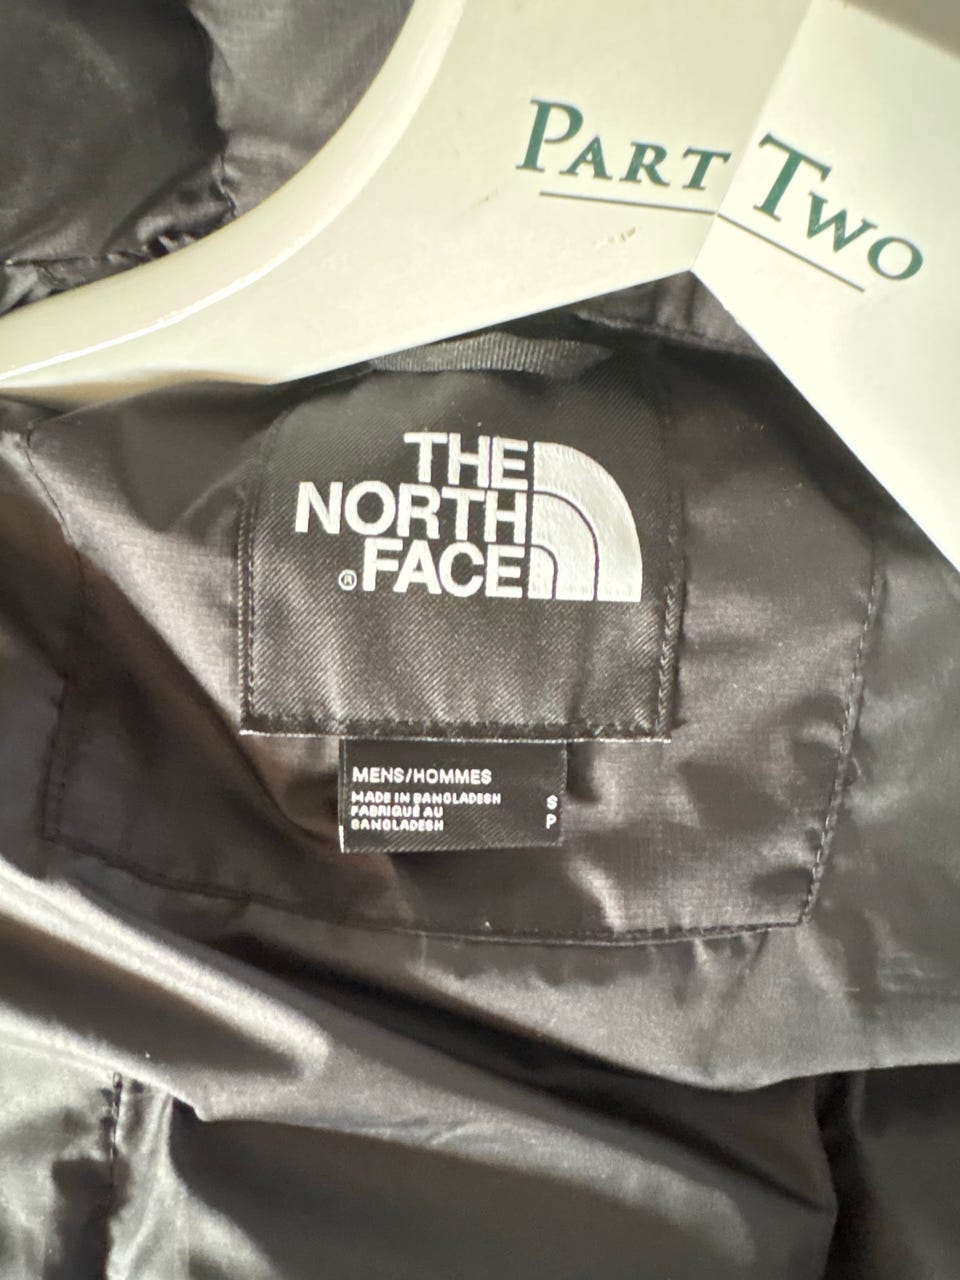 PART TWO
THE
NORTH
® FACE
MENS/HOMMES
MADE IN BANGLADESH S
FABRIQUÉ AU P
BANGLADESH